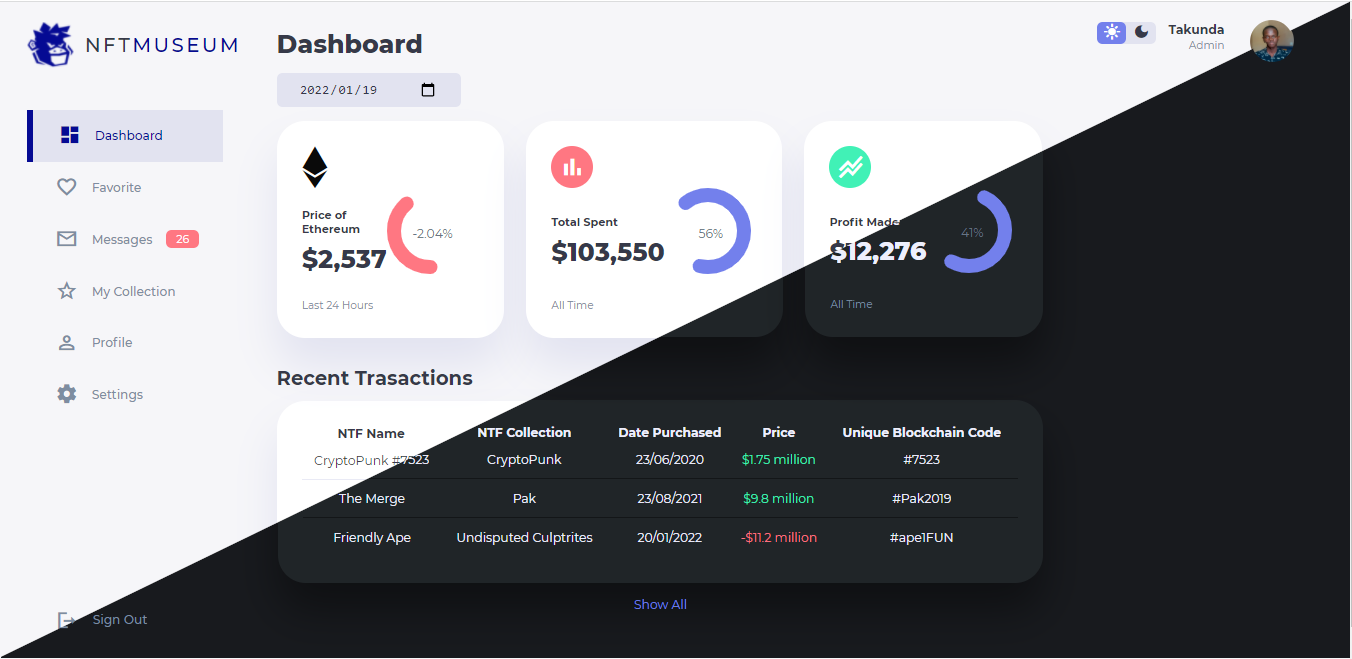 NFTMUSEUM
Dashboard
Takunda
Admin
2022/01/19
Dashboard
Favorite
Messages 26
My Collection
Profile
Settings
Sign Out
Price of
Ethereum
$2,537
-2.04%
Last 24 Hours
Total Spent
$103,550
56%
All Time
Profit Made
$12,276
41%
All Time
Recent Trasactions
NTF Name NTF Collection Date Purchased Price Unique Blockchain Code
CryptoPunk #7523 CryptoPunk 23/06/2020 $1.75 million #7523
The Merge Pak 23/08/2021 $9.8 million #Pak2019
Friendly Ape Undisputed Culptrites 20/01/2022 -$11.2 million #ape1FUN
Show All